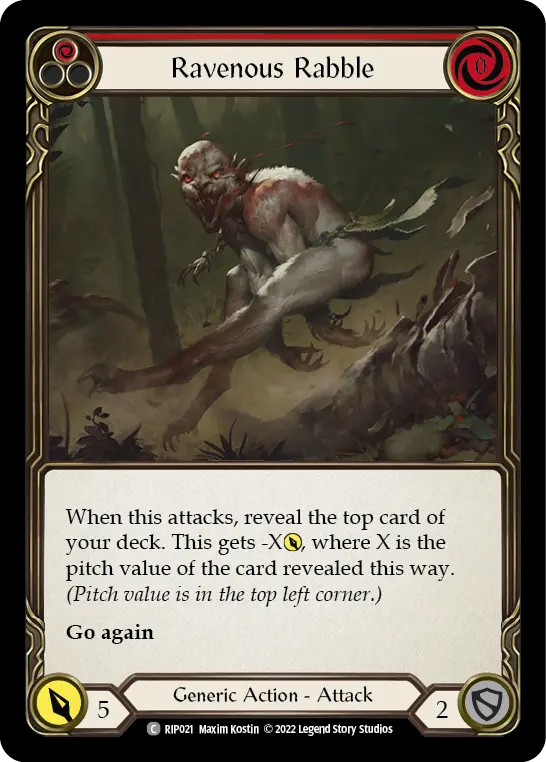 Ravenous Rabble
0
When this attacks, reveal the top card of
your deck. This gets -X, where X is the
pitch value of the card revealed this way.
(Pitch value is in the top left corner.)
Go again
5
Generic Action - Attack
2
C RIP021 Maxim Kostin ©2022 Legend Story Studios